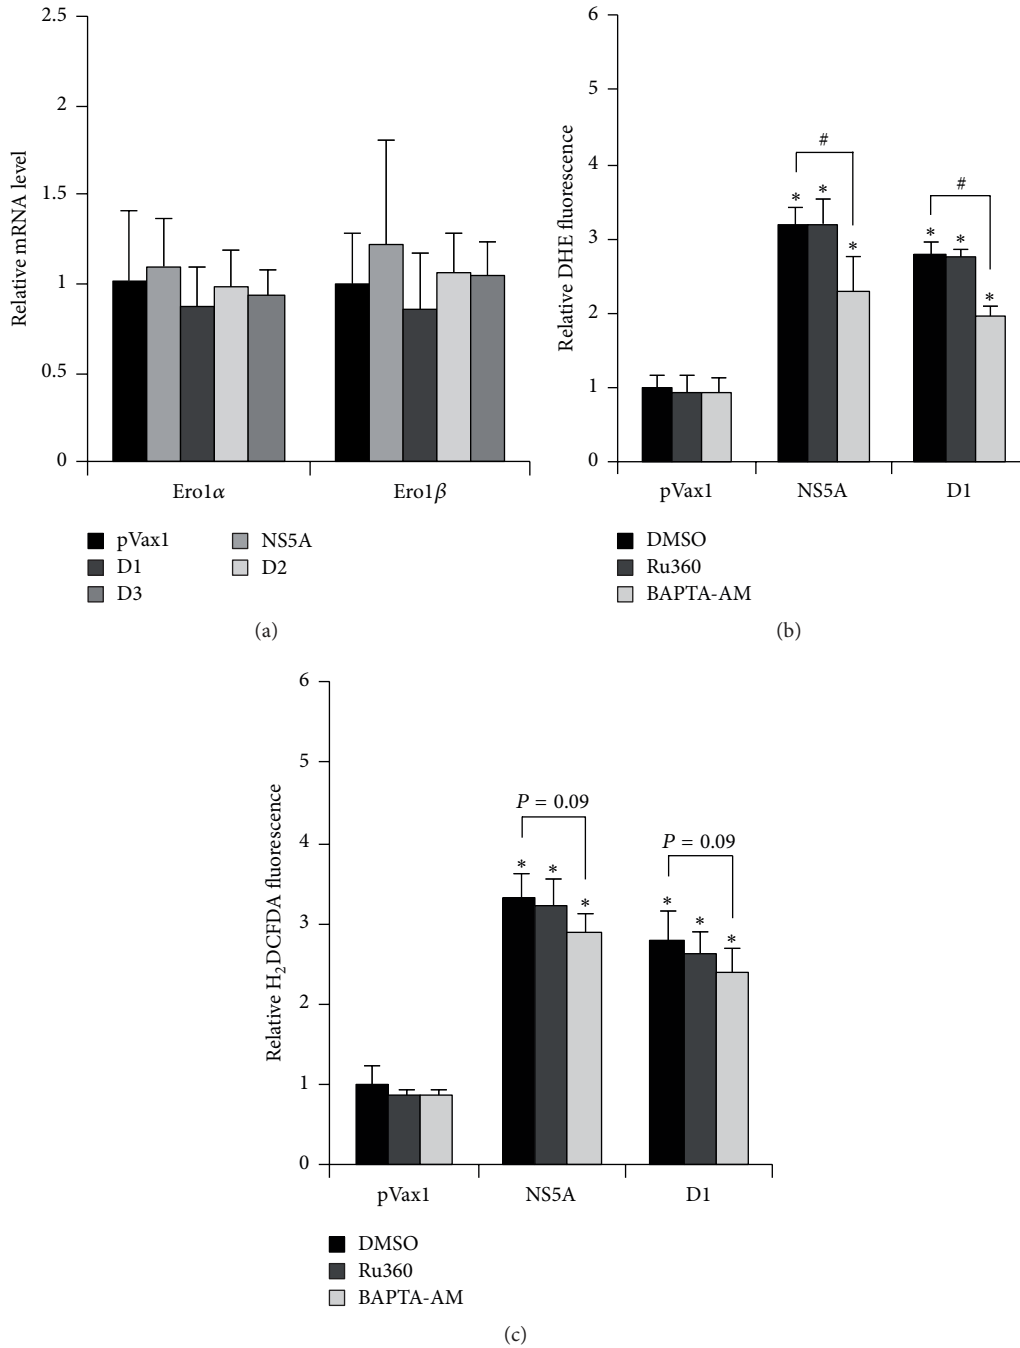 2.5
2
1.5
1
0.5
0
Relative mRNA level
Ero1α
Ero1β
pVax1
NS5A
D1
D2
D3
(a)
6
5
4
3
2
1
0
Relative DHE fluorescence
#
* * *
#
* * *
pVax1
NS5A
D1
DMSO
Ru360
BAPTA-AM
(b)
6
5
4
3
2
1
0
Relative H₂DCFDA fluorescence
P = 0.09
* * *
P = 0.09
* * *
pVax1
NS5A
D1
DMSO
Ru360
BAPTA-AM
(c)